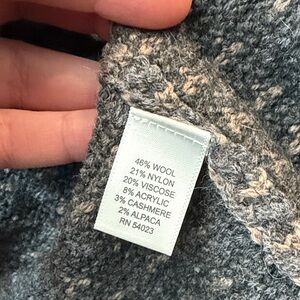 46% WOOL
21% NYLON
20% VISCOSE
8% ACRYLIC
3% CASHMERE
2% ALPACA
RN 54023